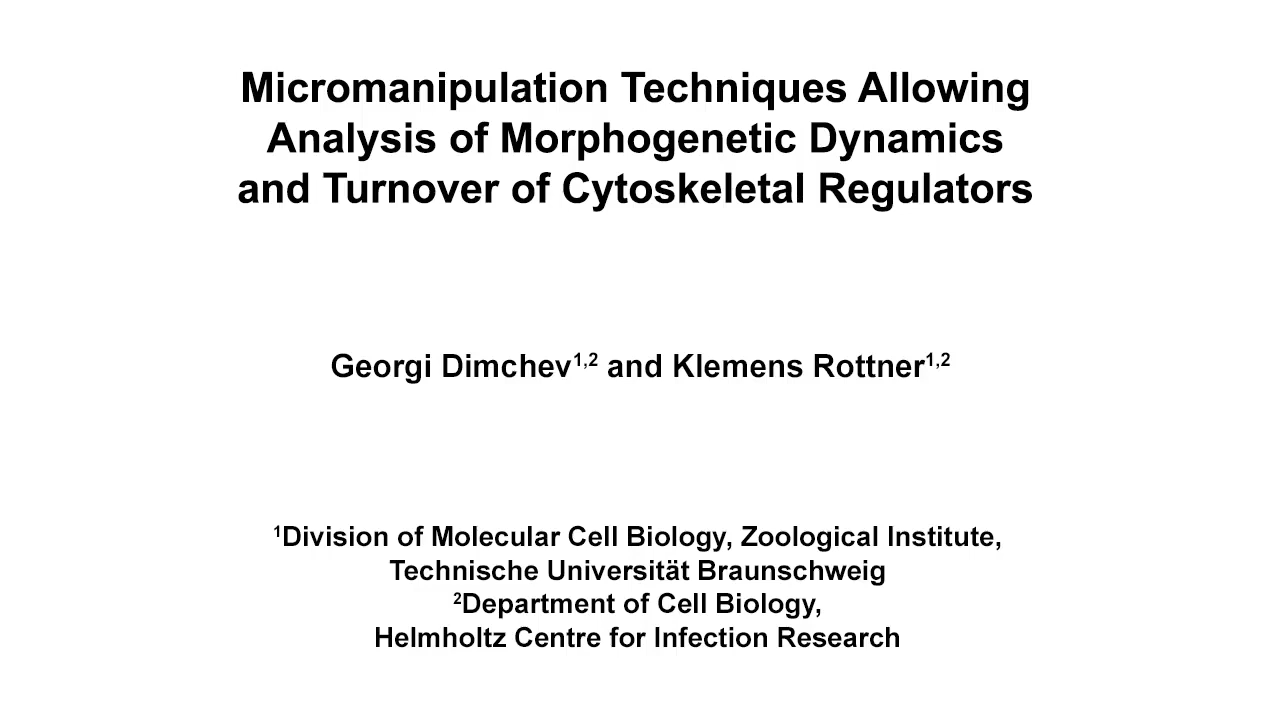 Micromanipulation Techniques Allowing
Analysis of Morphogenetic Dynamics
and Turnover of Cytoskeletal Regulators
Georgi Dimchev¹,² and Klemens Rottner¹,²
¹Division of Molecular Cell Biology, Zoological Institute,
Technische Universität Braunschweig
²Department of Cell Biology,
Helmholtz Centre for Infection Research